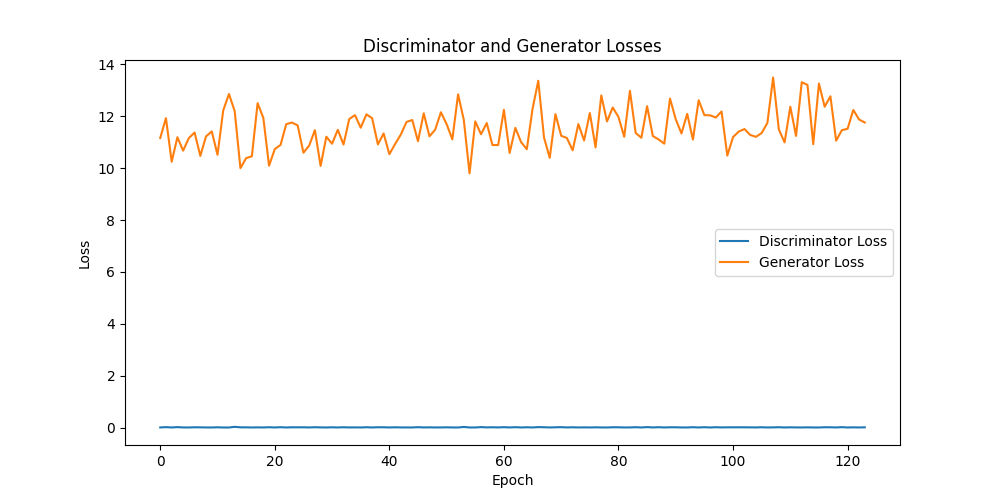 Discriminator and Generator Losses
14
12
10
8
6
4
2
0
Loss
Discriminator Loss
Generator Loss
0 20 40 60 80 100 120
Epoch